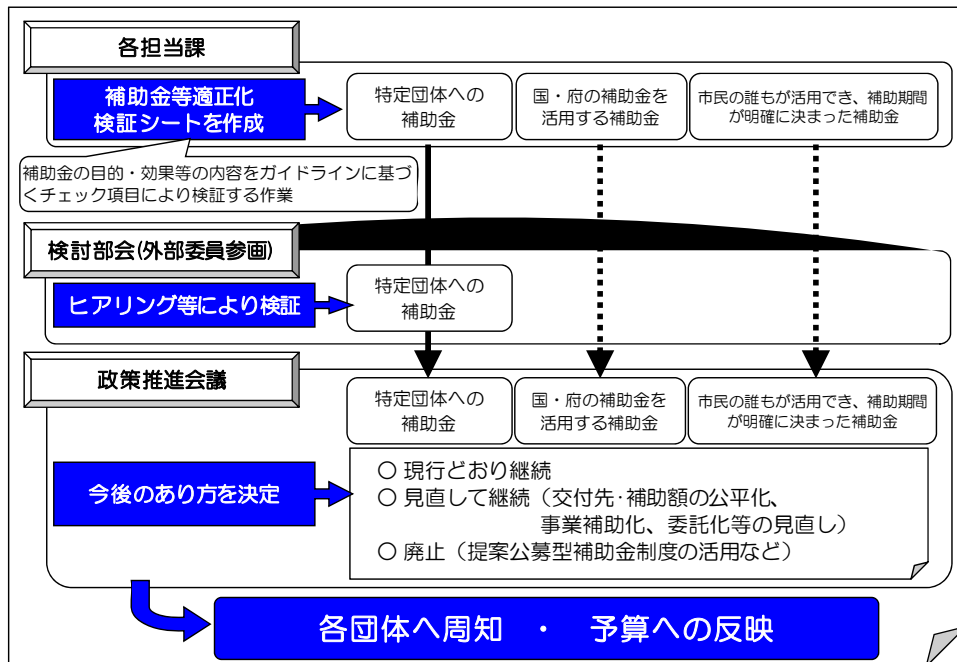 各担当課
補助金等適正化
検証シートを作成
特定団体への
補助金
国・府の補助金を
活用する補助金
市民の誰もが活用でき、補助期間
が明確に決まった補助金
補助金の目的・効果等の内容をガイドラインに基づ
くチェック項目により検証する作業
検討部会(外部委員参画)
ヒアリング等により検証
特定団体への
補助金
政策推進会議
特定団体への
補助金
国・府の補助金を
活用する補助金
市民の誰もが活用でき、補助期間
が明確に決まった補助金
今後のあり方を決定
○ 現行どおり継続
○ 見直して継続（交付先･補助額の公平化、
事業補助化、委託化等の見直し）
○ 廃止（提案公募型補助金制度の活用など）
各団体へ周知 ・ 予算への反映